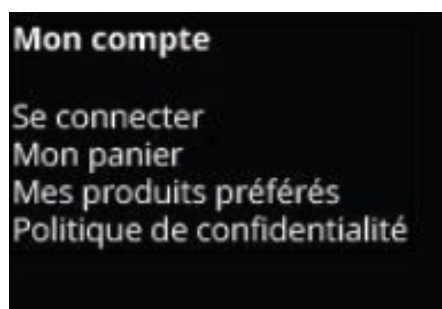 Mon compte
Se connecter
Mon panier
Mes produits préférés
Politique de confidentialité